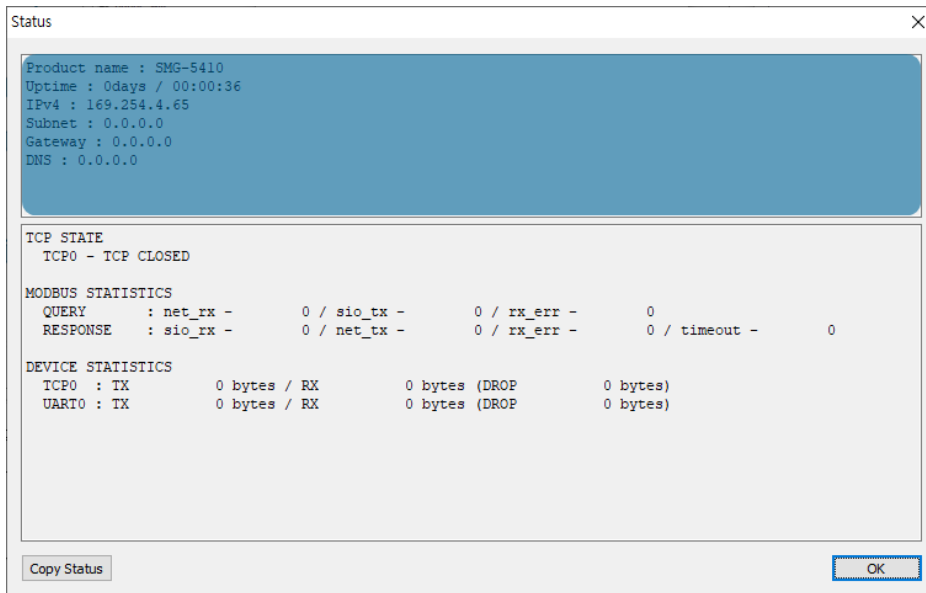 Status
Product name : SMG-5410
Uptime : 0days / 00:00:36
IPv4 : 169.254.4.65
Subnet : 0.0.0.0
Gateway : 0.0.0.0
DNS : 0.0.0.0
TCP STATE
TCP0 - TCP CLOSED
MODBUS STATISTICS
QUERY : net_rx - 0 / sio_tx - 0 / rx_err - 0
RESPONSE : sio_rx - 0 / net_tx - 0 / rx_err - 0 / timeout - 0
DEVICE STATISTICS
TCP0 : TX 0 bytes / RX 0 bytes (DROP 0 bytes)
UART0 : TX 0 bytes / RX 0 bytes (DROP 0 bytes)
Copy Status
OK